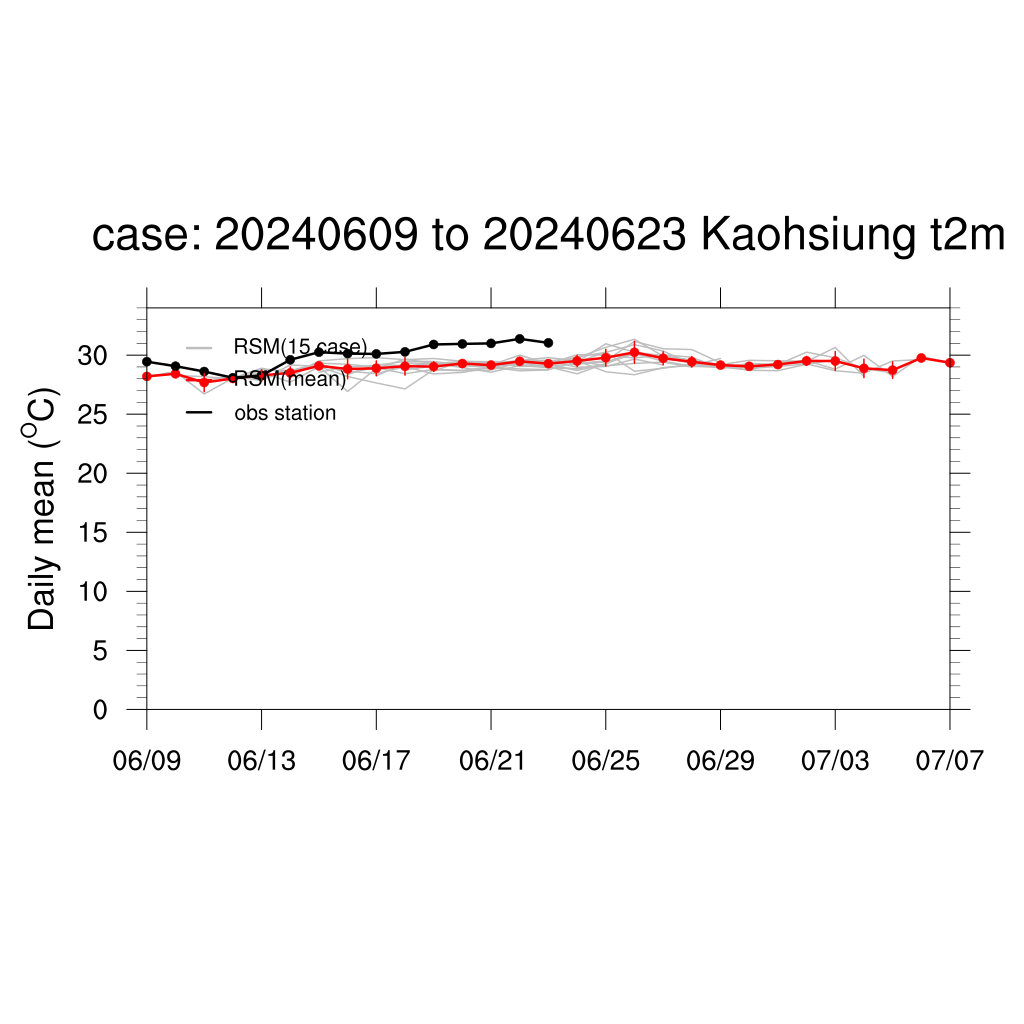 case: 20240609 to 20240623 Kaohsiung t2m
Daily mean (°C)
30
25
20
15
10
5
0
RSM(15 case)
RSM(mean)
obs station
06/09 06/13 06/17 06/21 06/25 06/29 07/03 07/07